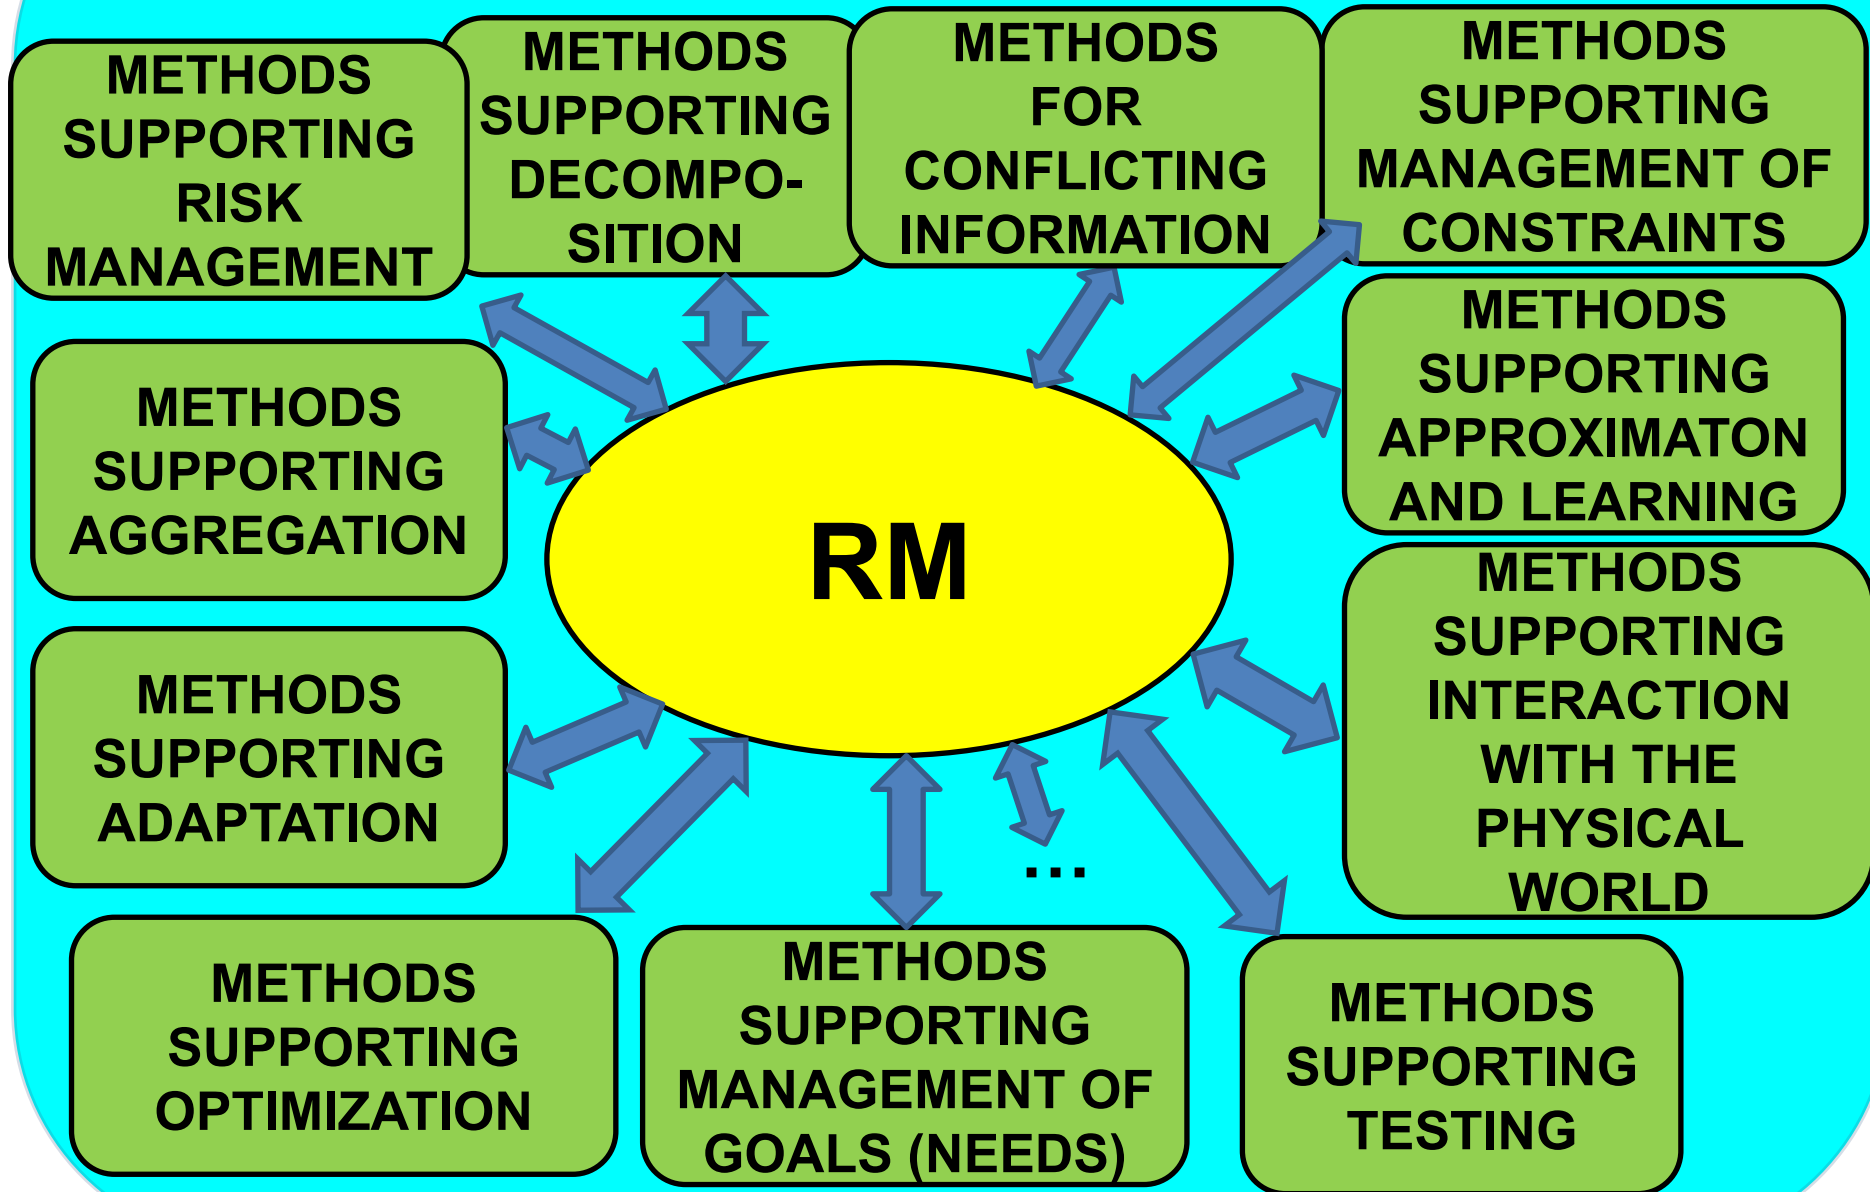 METHODS
SUPPORTING
RISK
MANAGEMENT
METHODS
SUPPORTING
DECOMPO-
SITION
METHODS
FOR
CONFLICTING
INFORMATION
METHODS
SUPPORTING
MANAGEMENT OF
CONSTRAINTS
METHODS
SUPPORTING
AGGREGATION
RM
METHODS
SUPPORTING
APPROXIMATON
AND LEARNING
METHODS
SUPPORTING
ADAPTATION
METHODS
SUPPORTING
INTERACTION
WITH THE
PHYSICAL
WORLD
...
METHODS
SUPPORTING
OPTIMIZATION
METHODS
SUPPORTING
MANAGEMENT OF
GOALS (NEEDS)
METHODS
SUPPORTING
TESTING